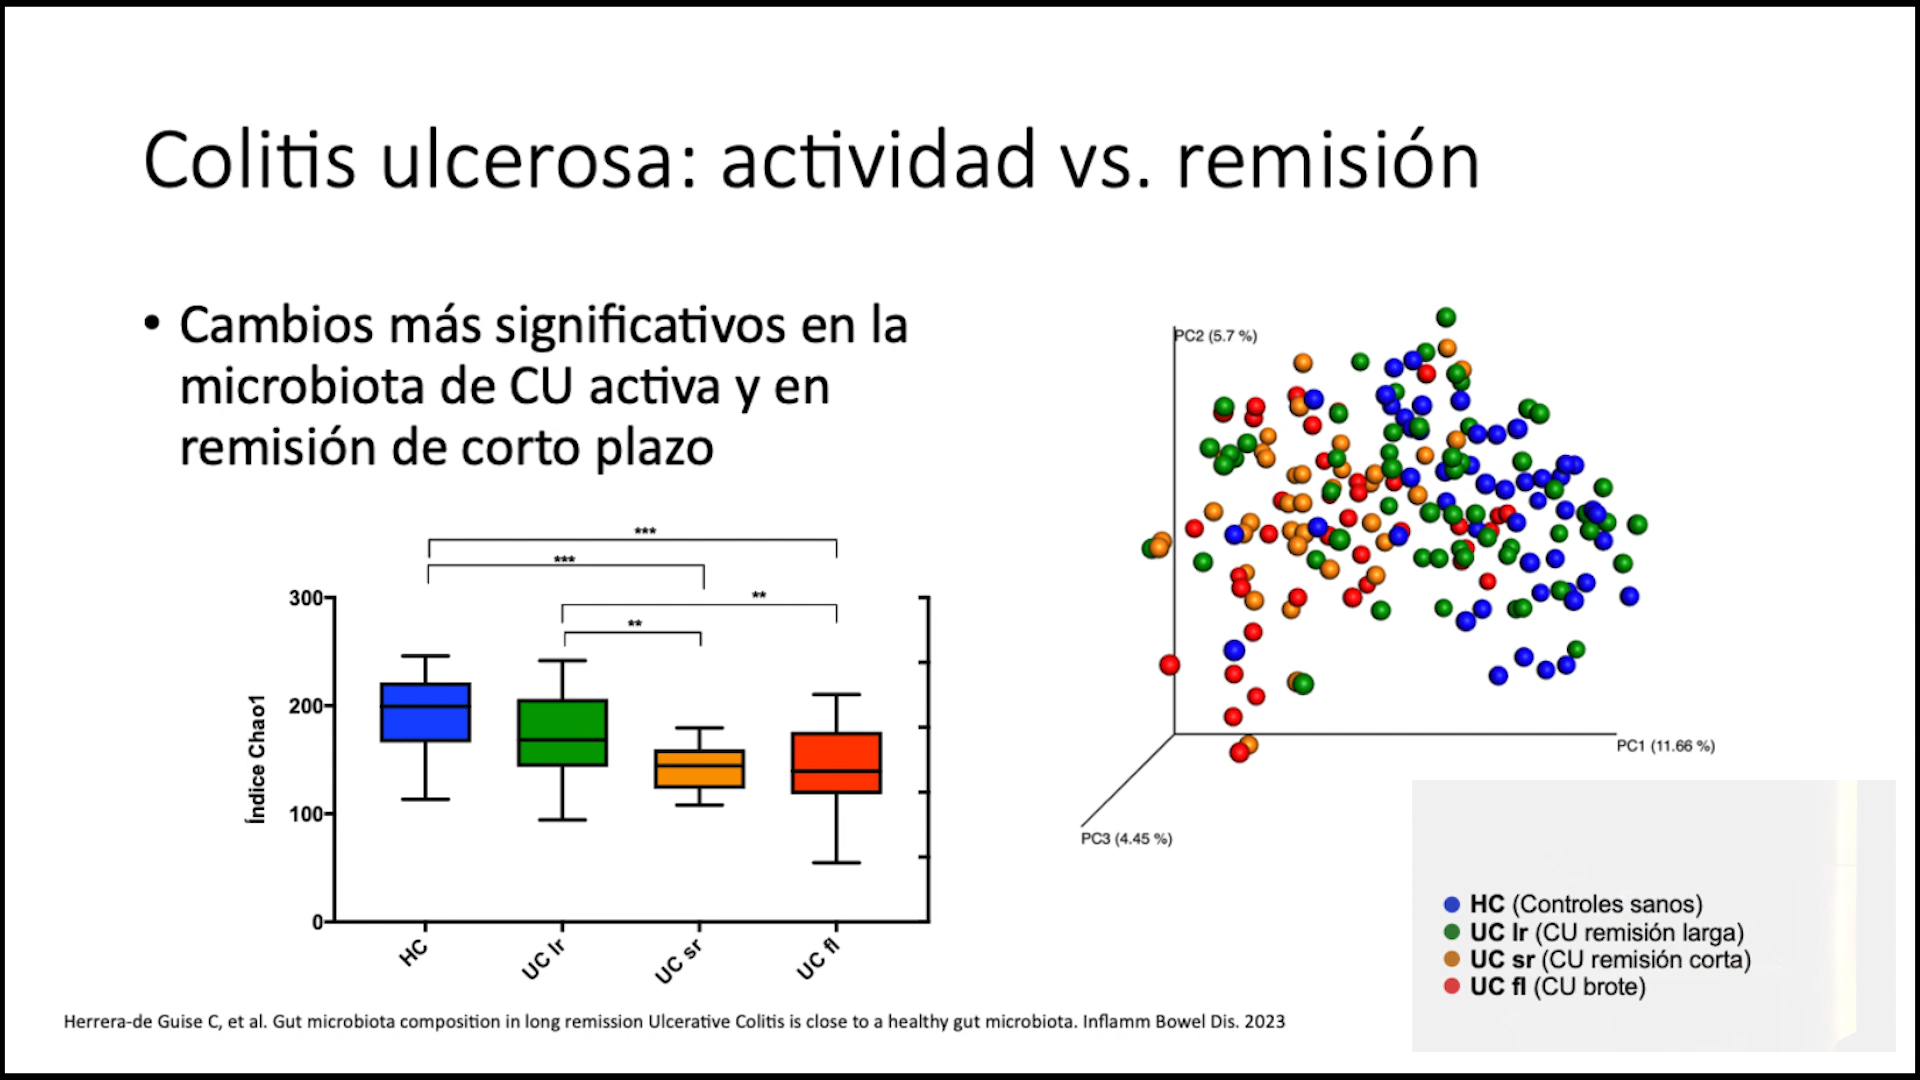 Colitis ulcerosa: actividad vs. remisión
• Cambios más significativos en la
microbiota de CU activa y en
remisión de corto plazo
***
***
**
**
300
200
100
0
Índice Chao1
HC
UC lr
UC sr
UC fl
PC2 (5.7 %)
PC1 (11.66 %)
PC3 (4.45 %)
HC (Controles sanos)
UC lr (CU remisión larga)
UC sr (CU remisión corta)
UC fl (CU brote)
Herrera-de Guise C, et al. Gut microbiota composition in long remission Ulcerative Colitis is close to a healthy gut microbiota. Inflamm Bowel Dis. 2023